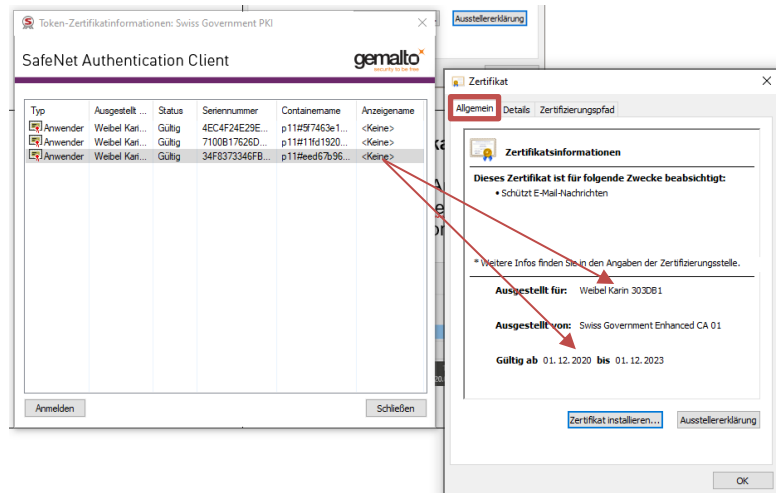 Token-Zertifikatinformationen: Swiss Government PKI
SafeNet Authentication Client
gemalto
security to be free
Typ Ausgestellt ... Status Seriennummer Containername Anzeigename
Anwender Weibel Kari... Gültig 4EC4F24E29E... p11#5f7463e1... <Keine>
Anwender Weibel Kari... Gültig 7100B17626D... p11#11fd1920... <Keine>
Anwender Weibel Kari... Gültig 34F8373346FB... p11#eed67b96... <Keine>
Anmelden
Schließen
Ausstellererklärung
Zertifikat
Allgemein Details Zertifizierungspfad
Zertifikatsinformationen
Dieses Zertifikat ist für folgende Zwecke beabsichtigt:
• Schützt E-Mail-Nachrichten
* Weitere Infos finden Sie in den Angaben der Zertifizierungsstelle.
Ausgestellt für: Weibel Karin 303DB1
Ausgestellt von: Swiss Government Enhanced CA 01
Gültig ab 01.12.2020 bis 01.12.2023
Zertifikat installieren... Ausstellererklärung
OK